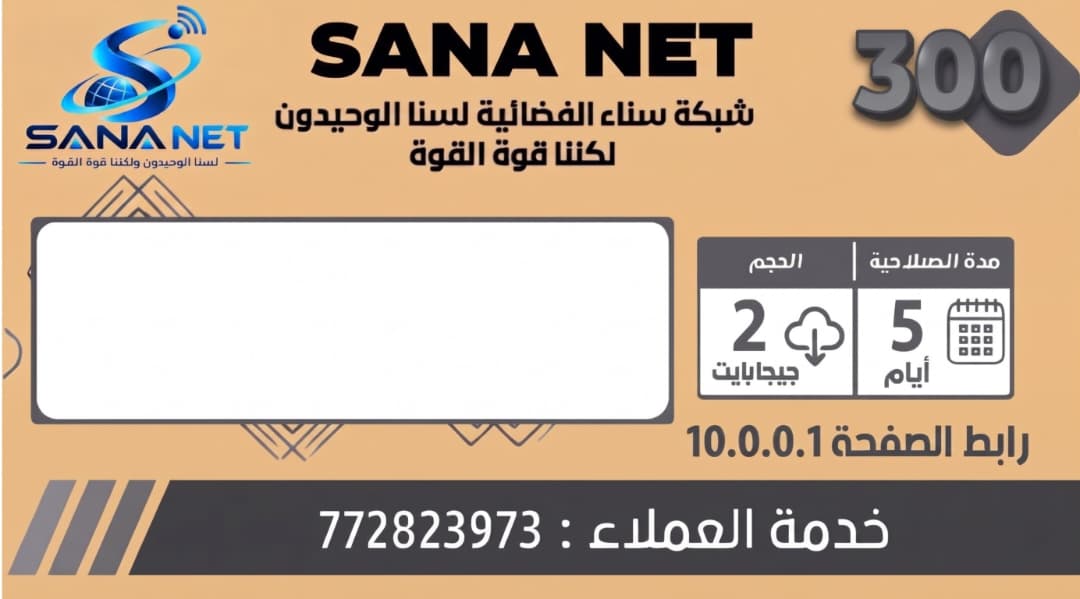 SANA NET
لسنا الوحيدون ولكننا قوة القوة
SANA NET
شبكة سناء الفضائية لسنا الوحيدون
لكننا قوة القوة
300
مدة الصلاحية
الحجم
5
أيام
2
جيجابايت
رابط الصفحة 10.0.0.1
خدمة العملاء : 772823973